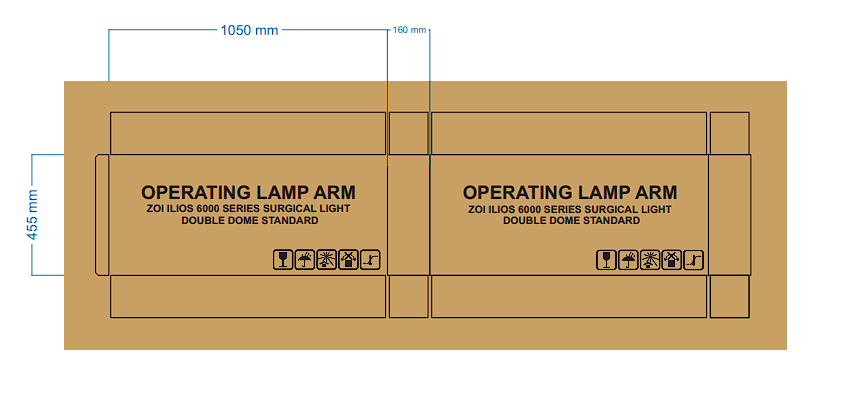 1050 mm
160 mm
455 mm
OPERATING LAMP ARM
ZOI ILIOS 6000 SERIES SURGICAL LIGHT
DOUBLE DOME STANDARD
OPERATING LAMP ARM
ZOI ILIOS 6000 SERIES SURGICAL LIGHT
DOUBLE DOME STANDARD